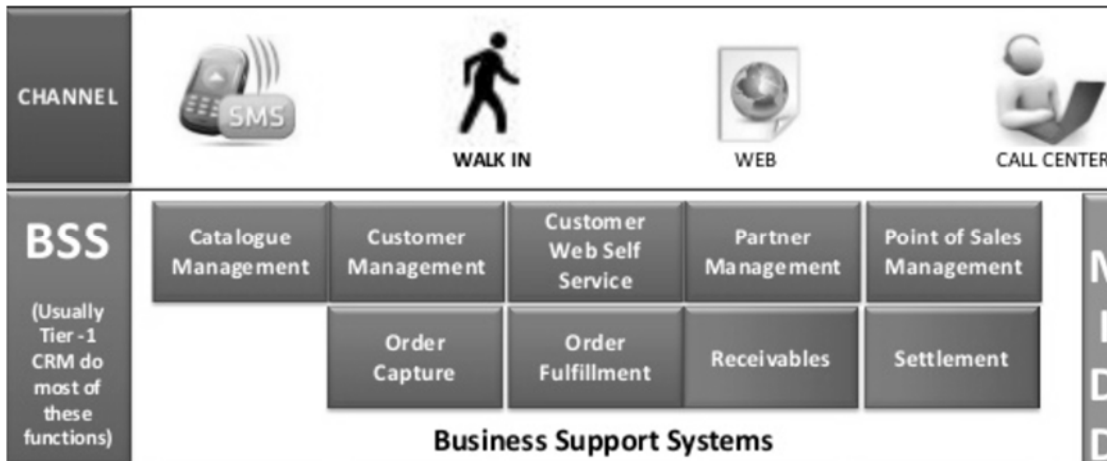 CHANNEL
SMS
WALK IN
WEB
CALL CENTER
BSS
(Usually
Tier -1
CRM do
most of
these
functions)
Catalogue
Management
Customer
Management
Customer
Web Self
Service
Partner
Management
Point of Sales
Management
Order
Capture
Order
Fulfillment
Receivables
Settlement
Business Support Systems
M
I
D
D